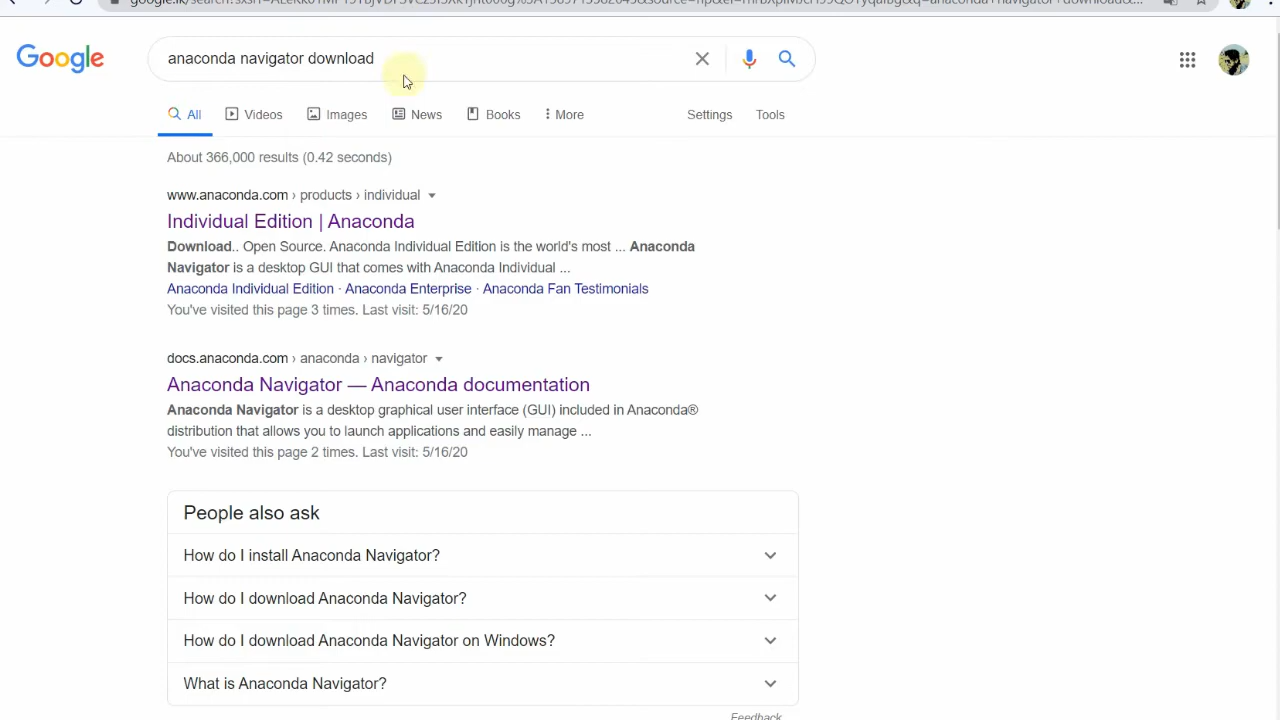 Google
anaconda navigator download
All
Videos
Images
News
Books
More
Settings
Tools
About 366,000 results (0.42 seconds)
www.anaconda.com › products › individual
Individual Edition | Anaconda
Download.. Open Source. Anaconda Individual Edition is the world's most ... Anaconda
Navigator is a desktop GUI that comes with Anaconda Individual ...
Anaconda Individual Edition · Anaconda Enterprise · Anaconda Fan Testimonials
You've visited this page 3 times. Last visit: 5/16/20
docs.anaconda.com › anaconda › navigator
Anaconda Navigator — Anaconda documentation
Anaconda Navigator is a desktop graphical user interface (GUI) included in Anaconda®
distribution that allows you to launch applications and easily manage ...
You've visited this page 2 times. Last visit: 5/16/20
People also ask
How do I install Anaconda Navigator?
How do I download Anaconda Navigator?
How do I download Anaconda Navigator on Windows?
What is Anaconda Navigator?
Feedback